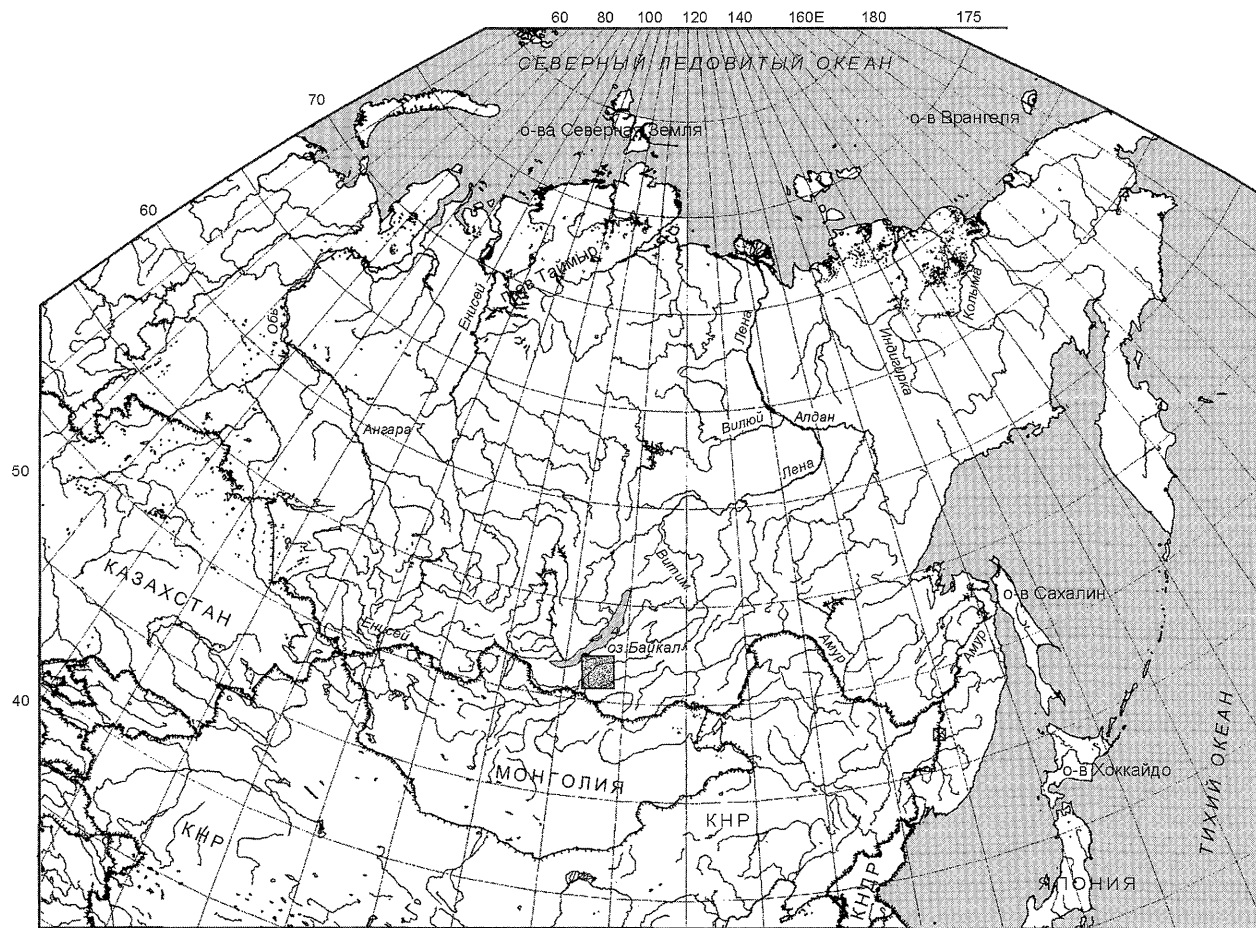 60 80 100 120 140 160E 180 175
СЕВЕРНЫЙ ЛЕДОВИТЫЙ ОКЕАН
70
о-в Врангеля
о-ва Северная Земля
60
п-ов Таймыр
Енисей
Обь
Лена
Колыма
Индигирка
Вилюй
Алдан
Ангара
Лена
50
Витим
КАЗАХСТАН
о-в Сахалин
Енисей
оз.Байкал
Амур
Амур
40
МОНГОЛИЯ
о-в Хоккайдо
ТИХИЙ ОКЕАН
КНР
КНР
КНДР
ЯПОНИЯ